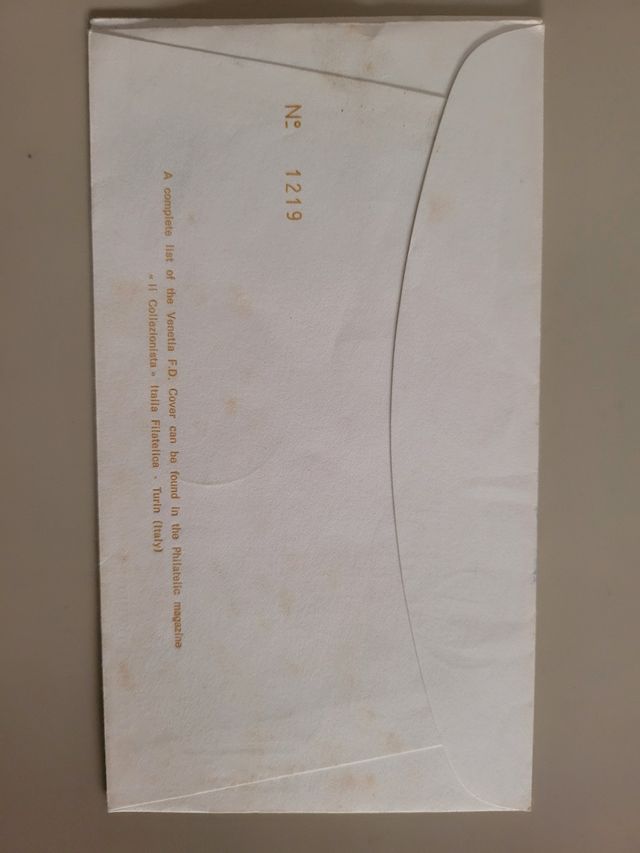 Nº 1219
A complete list of the Venetia F.D. Cover can be found in the Philatelic magazine
« Il Collezionista » Italia Filatelica - Turin (Italy)